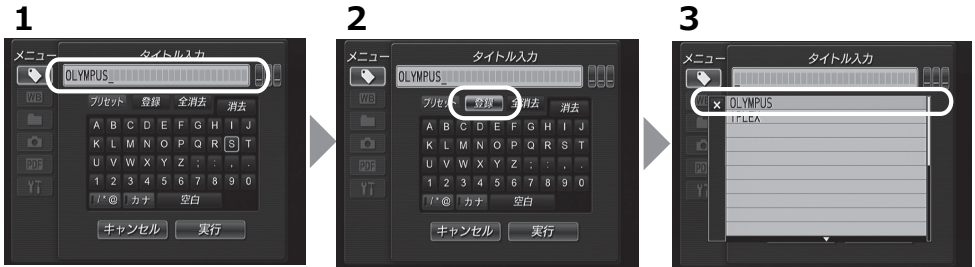 1
メニュー
タイトル入力
OLYMPUS_
WB
プリセット 登録 全消去 消去
A B C D E F G H I J
K L M N O P Q R S T
PDF
U V W X Y Z : ; , .
YT
1 2 3 4 5 6 7 8 9 0
!/*@ カナ 空白
キャンセル 実行
2
メニュー
タイトル入力
OLYMPUS_
WB
プリセット 登録 全消去 消去
A B C D E F G H I J
K L M N O P Q R S T
PDF
U V W X Y Z : ; , .
YT
1 2 3 4 5 6 7 8 9 0
!/*@ カナ 空白
キャンセル 実行
3
メニュー
タイトル入力
×
OLYMPUS
IPLEX